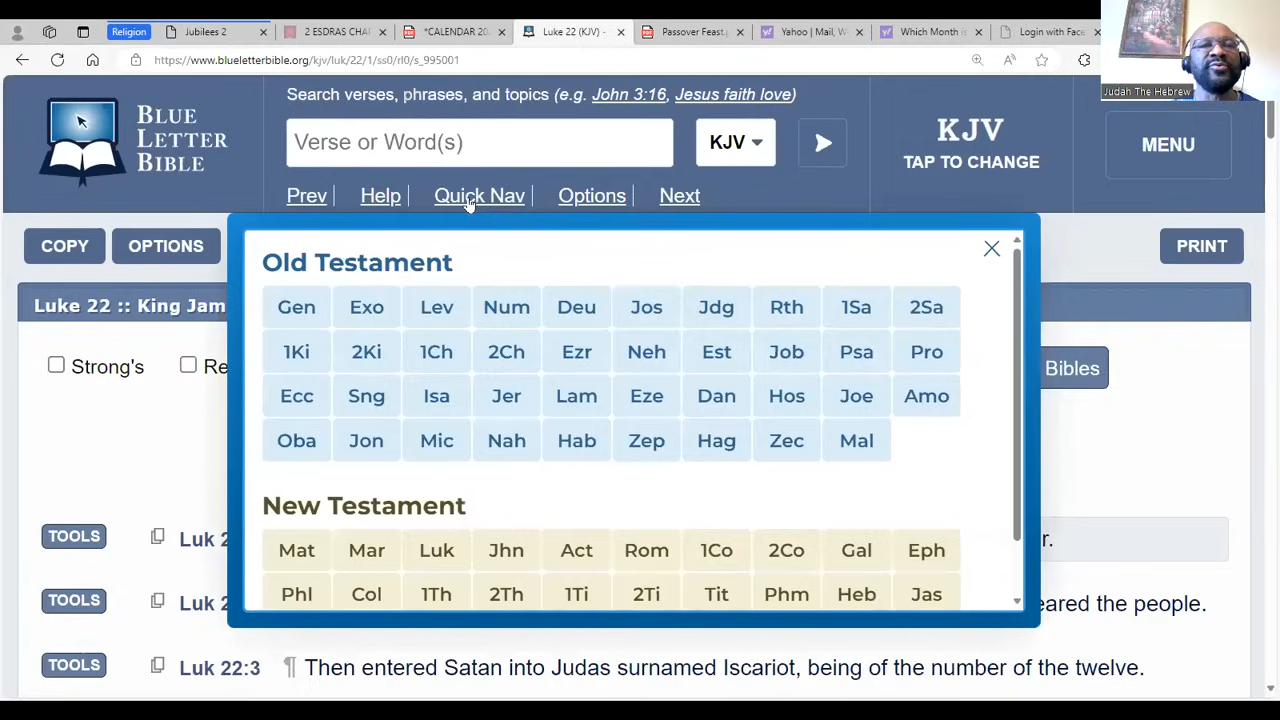 Religion
Jubilees 2
2 ESDRAS CHA
*CALENDAR 20
Luke 22 (KJV) -
Passover Feast.p
Yahoo | Mail, W
Which Month is
Login with Face
https://www.blueletterbible.org/kjv/luk/22/1/ss0/rl0/s_995001
Judah The Hebrew
BLUE
LETTER
BIBLE
Search verses, phrases, and topics (e.g. John 3:16, Jesus faith love)
Verse or Word(s)
KJV
KJV
TAP TO CHANGE
MENU
Prev
Help
Quick Nav
Options
Next
COPY
OPTIONS
PRINT
Luke 22 :: King Jam
Strong's
Re
Bibles
Old Testament
Gen Exo Lev Num Deu Jos Jdg Rth 1Sa 2Sa
1Ki 2Ki 1Ch 2Ch Ezr Neh Est Job Psa Pro
Ecc Sng Isa Jer Lam Eze Dan Hos Joe Amo
Oba Jon Mic Nah Hab Zep Hag Zec Mal
New Testament
Mat Mar Luk Jhn Act Rom 1Co 2Co Gal Eph
Phl Col 1Th 2Th 1Ti 2Ti Tit Phm Heb Jas
TOOLS
Luk 2
r.
TOOLS
Luk 2
eared the people.
TOOLS
Luk 22:3
¶ Then entered Satan into Judas surnamed Iscariot, being of the number of the twelve.